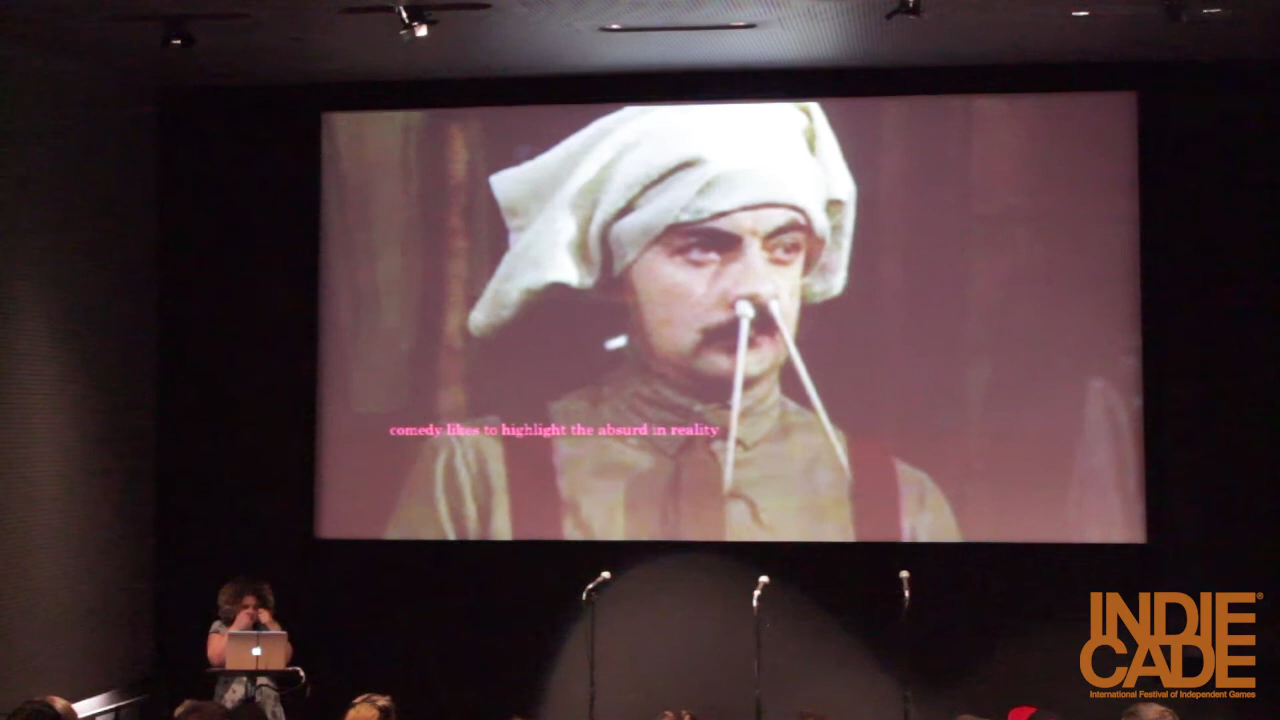 comedy likes to highlight the absurd in reality
INDIE
CADE®
International Festival of Independent Games